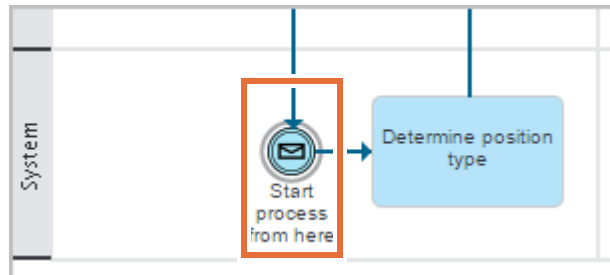 System
Start
process
from here
Determine position
type